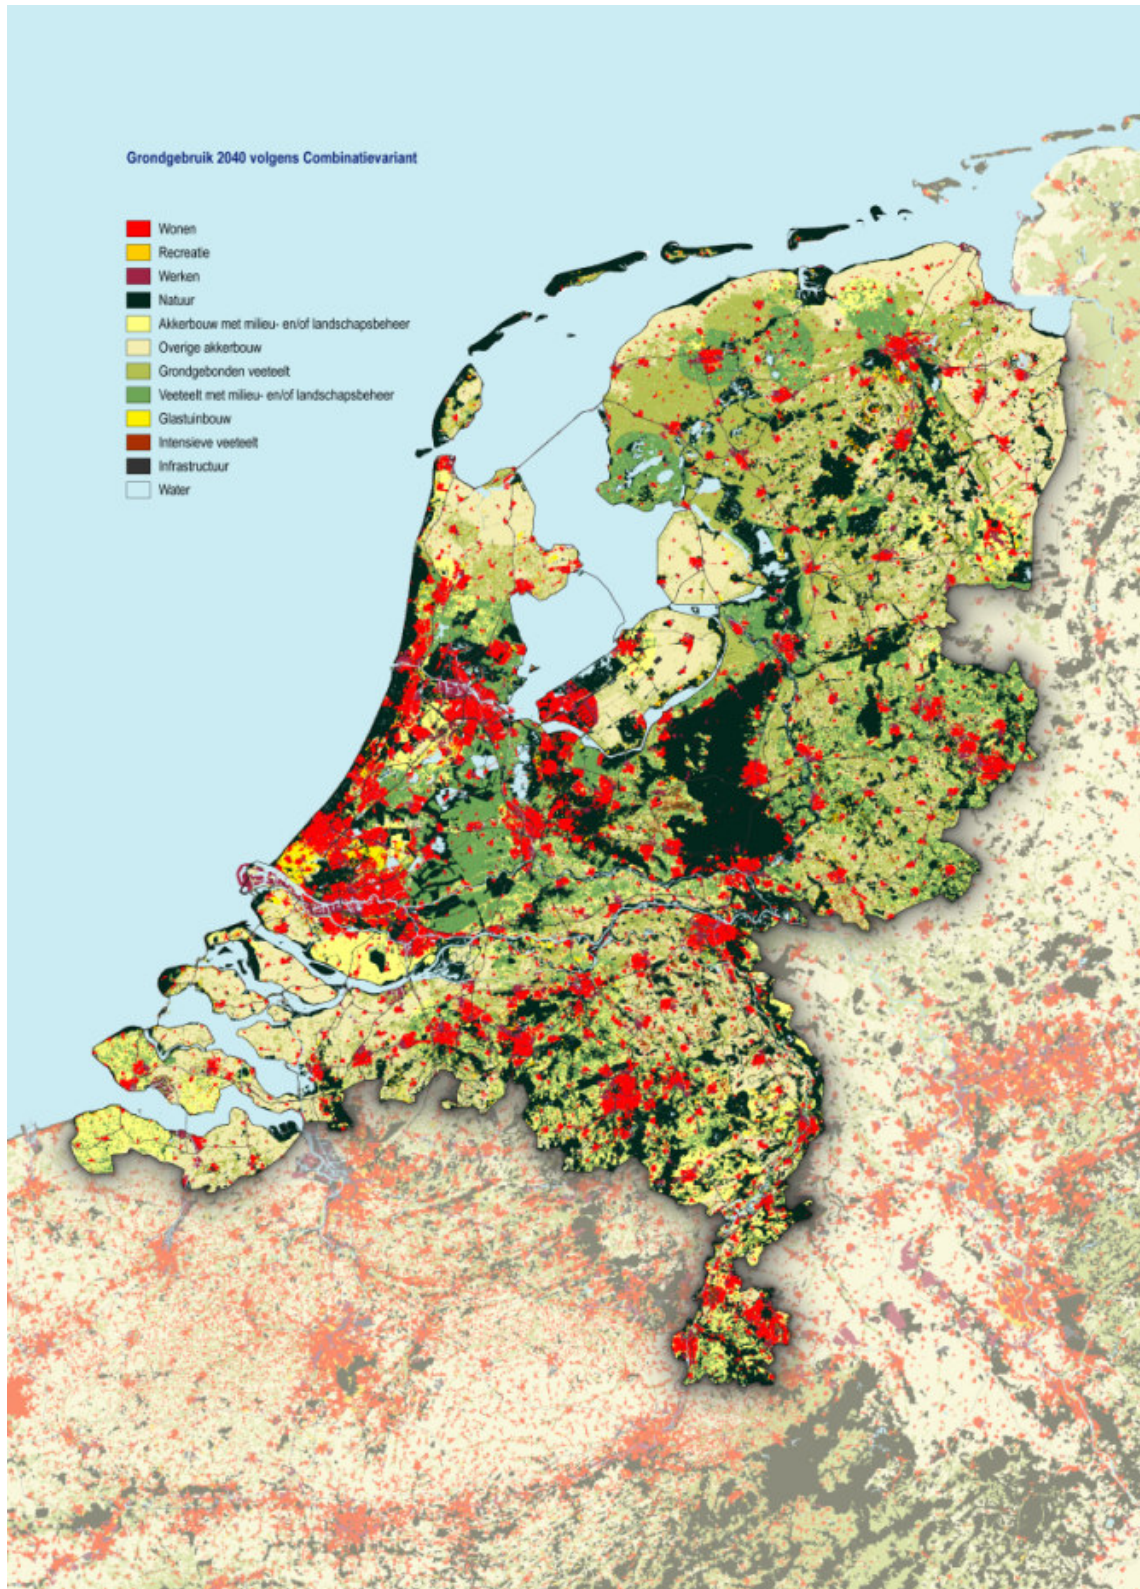 Grondgebruik 2040 volgens Combinatievariant
Wonen
Recreatie
Werken
Natuur
Akkerbouw met milieu- en/of landschapsbeheer
Overige akkerbouw
Grondgebonden veeteelt
Veeteelt met milieu- en/of landschapsbeheer
Glastuinbouw
Intensieve veeteelt
Infrastructuur
Water